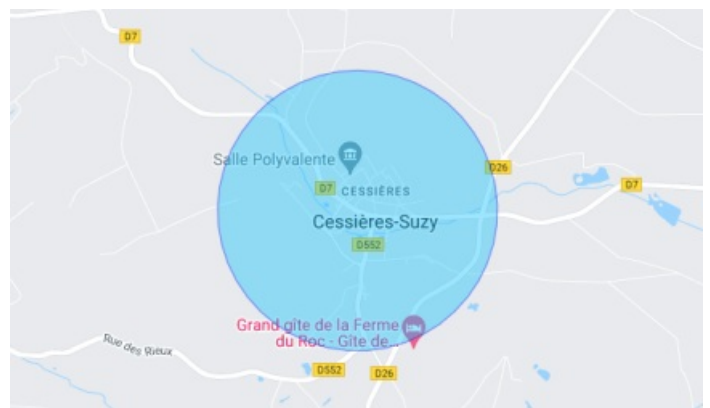 D7
Salle Polyvalente
D26
D7
CESSIÈRES
D7
Cessières-Suzy
D552
Grand gîte de la Ferme
du Roc - Gîte de...
Rue des Rieux
D552
D26